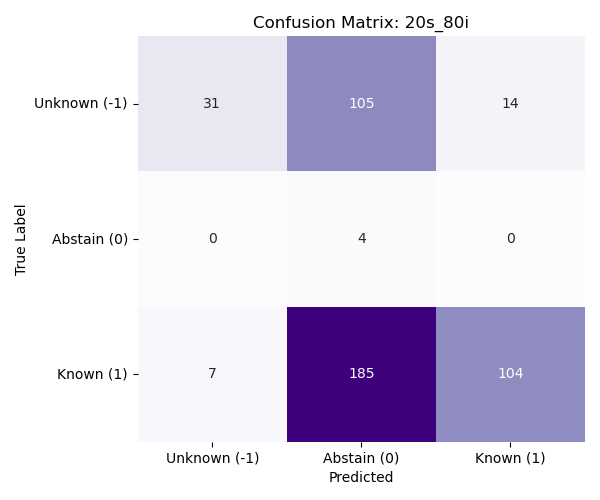 Confusion Matrix: 20s_80i
True Label
Unknown (-1) 31 105 14
Abstain (0) 0 4 0
Known (1) 7 185 104
Unknown (-1) Abstain (0) Known (1)
Predicted